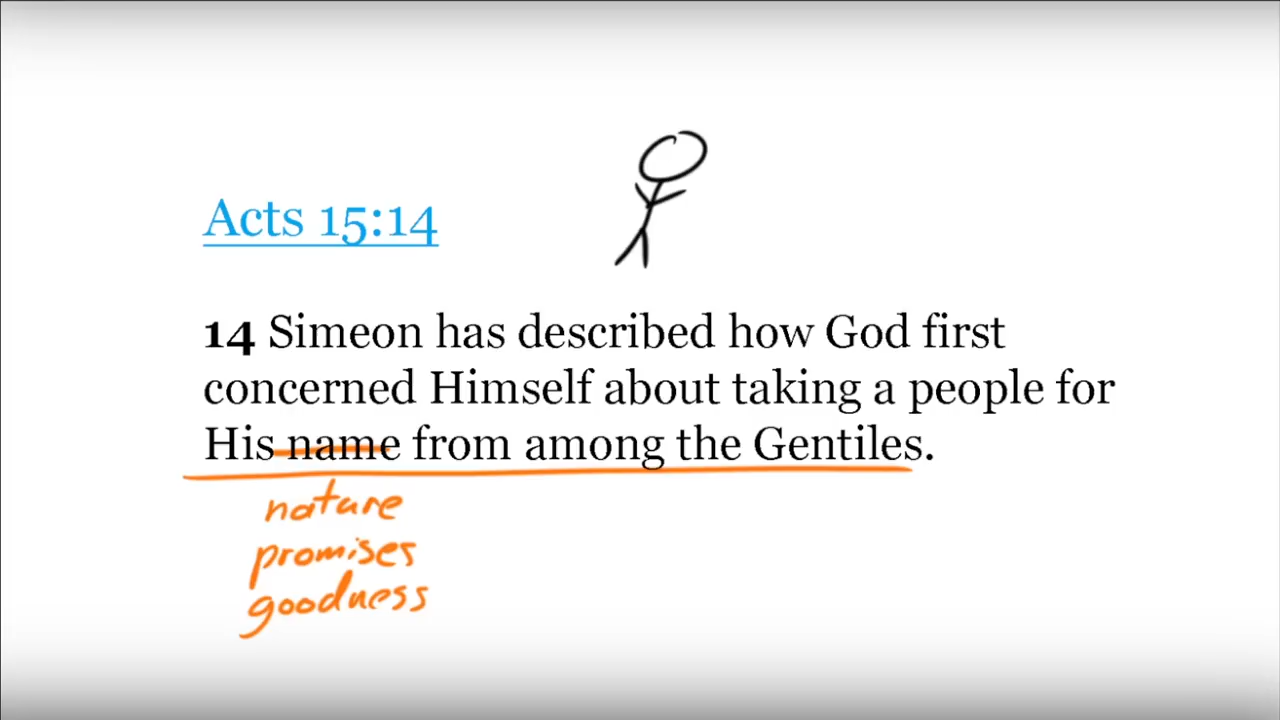 Acts 15:14
14 Simeon has described how God first
concerned Himself about taking a people for
His name from among the Gentiles.
nature
promises
goodness